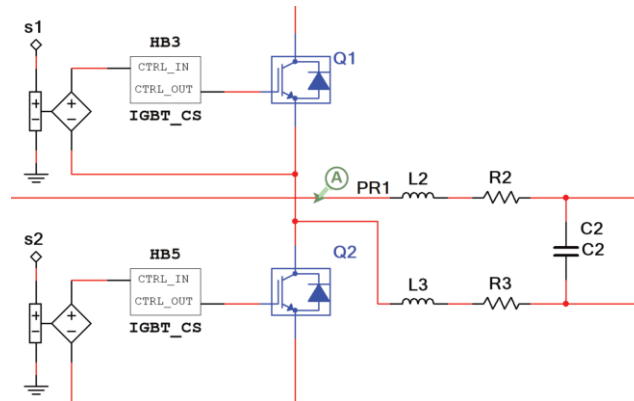 s1
HB3
CTRL_IN
CTRL_OUT
IGBT_CS
Q1
A
PR1
L2
R2
C2
C2
s2
HB5
CTRL_IN
CTRL_OUT
IGBT_CS
Q2
L3
R3